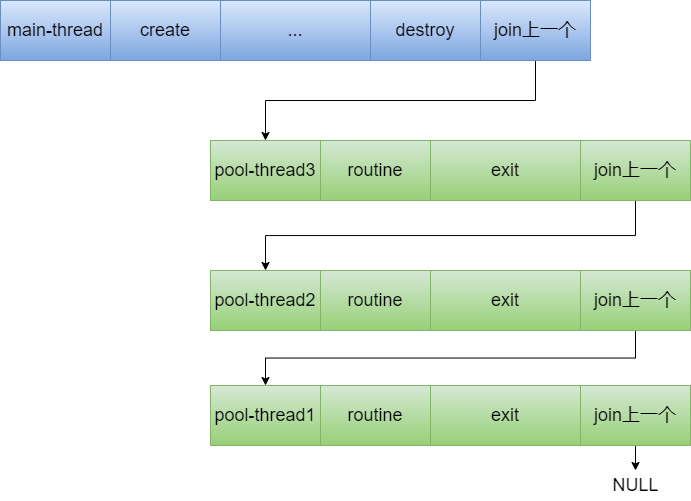 main-thread create ... destroy join上一个
pool-thread3 routine exit join上一个
pool-thread2 routine exit join上一个
pool-thread1 routine exit join上一个
NULL